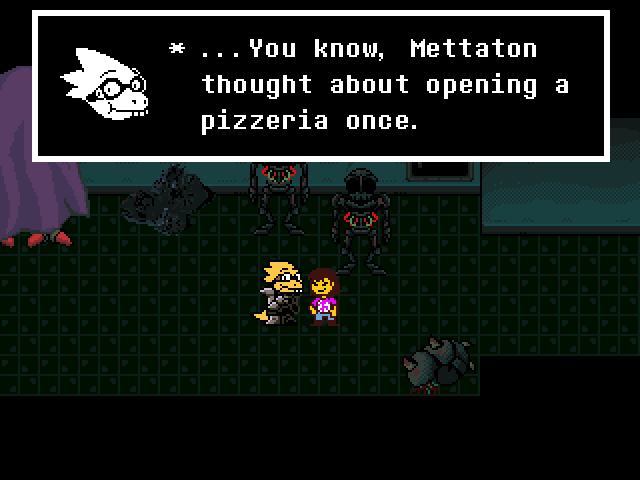 * ...You know, Mettaton
thought about opening a
pizzeria once.